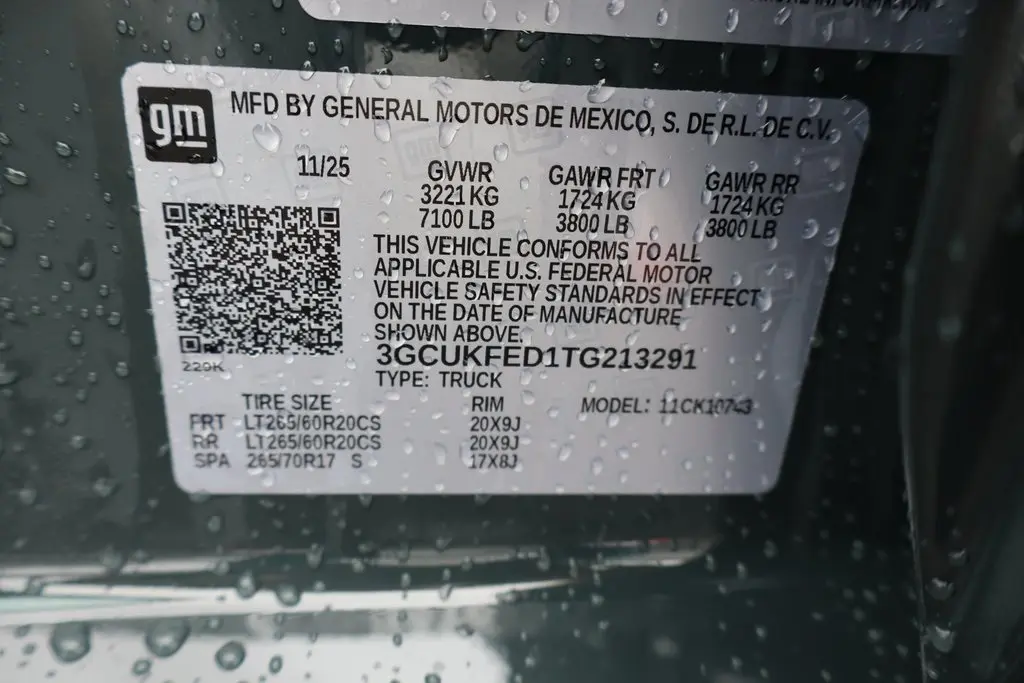 gm
MFD BY GENERAL MOTORS DE MEXICO, S. DE R.L. DE C.V.
11/25
GVWR GAWR FRT GAWR RR
3221 KG 1724 KG 1724 KG
7100 LB 3800 LB 3800 LB
THIS VEHICLE CONFORMS TO ALL
APPLICABLE U.S. FEDERAL MOTOR
VEHICLE SAFETY STANDARDS IN EFFECT
ON THE DATE OF MANUFACTURE
SHOWN ABOVE.
3GCUKFED1TG213291
220K
TYPE: TRUCK
TIRE SIZE RIM MODEL: 11CK10743
FRT LT265/60R20CS 20X9J
RR LT265/60R20CS 20X9J
SPA 265/70R17 S 17X8J